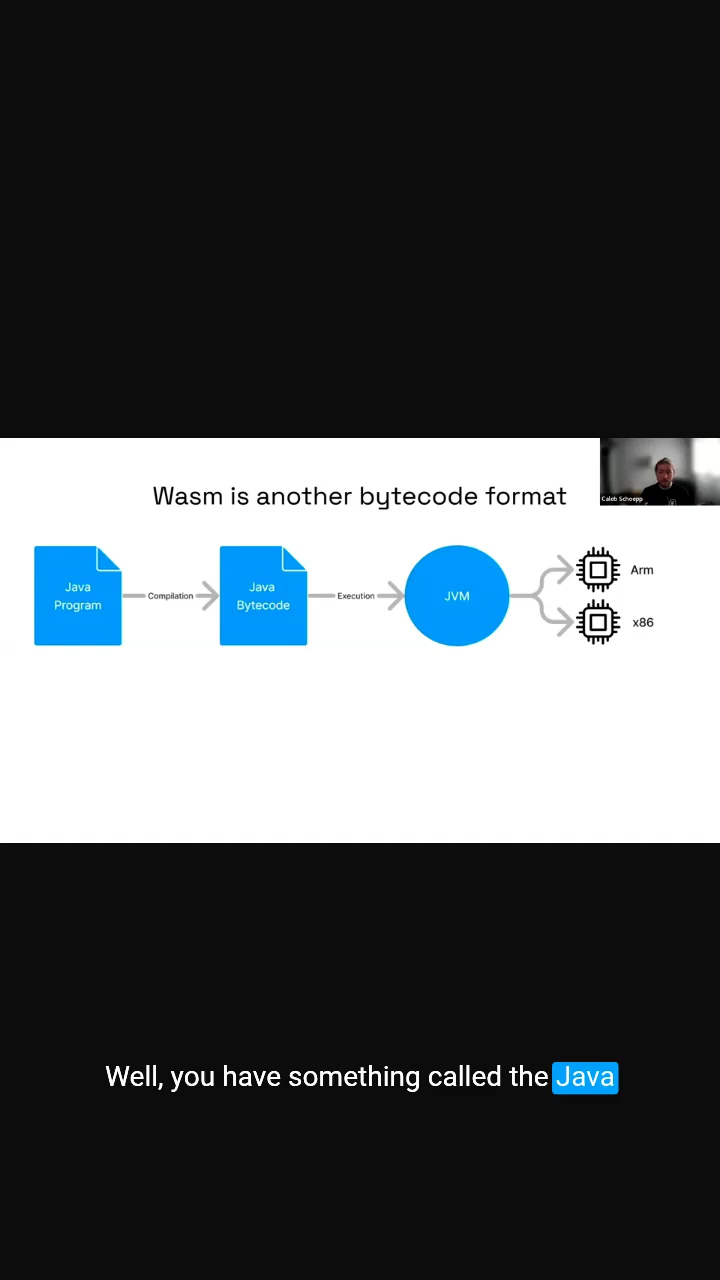 Caleb Schoepp
Wasm is another bytecode format
Java
Program
Compilation
Java
Bytecode
Execution
JVM
Arm
x86
Well, you have something called the Java